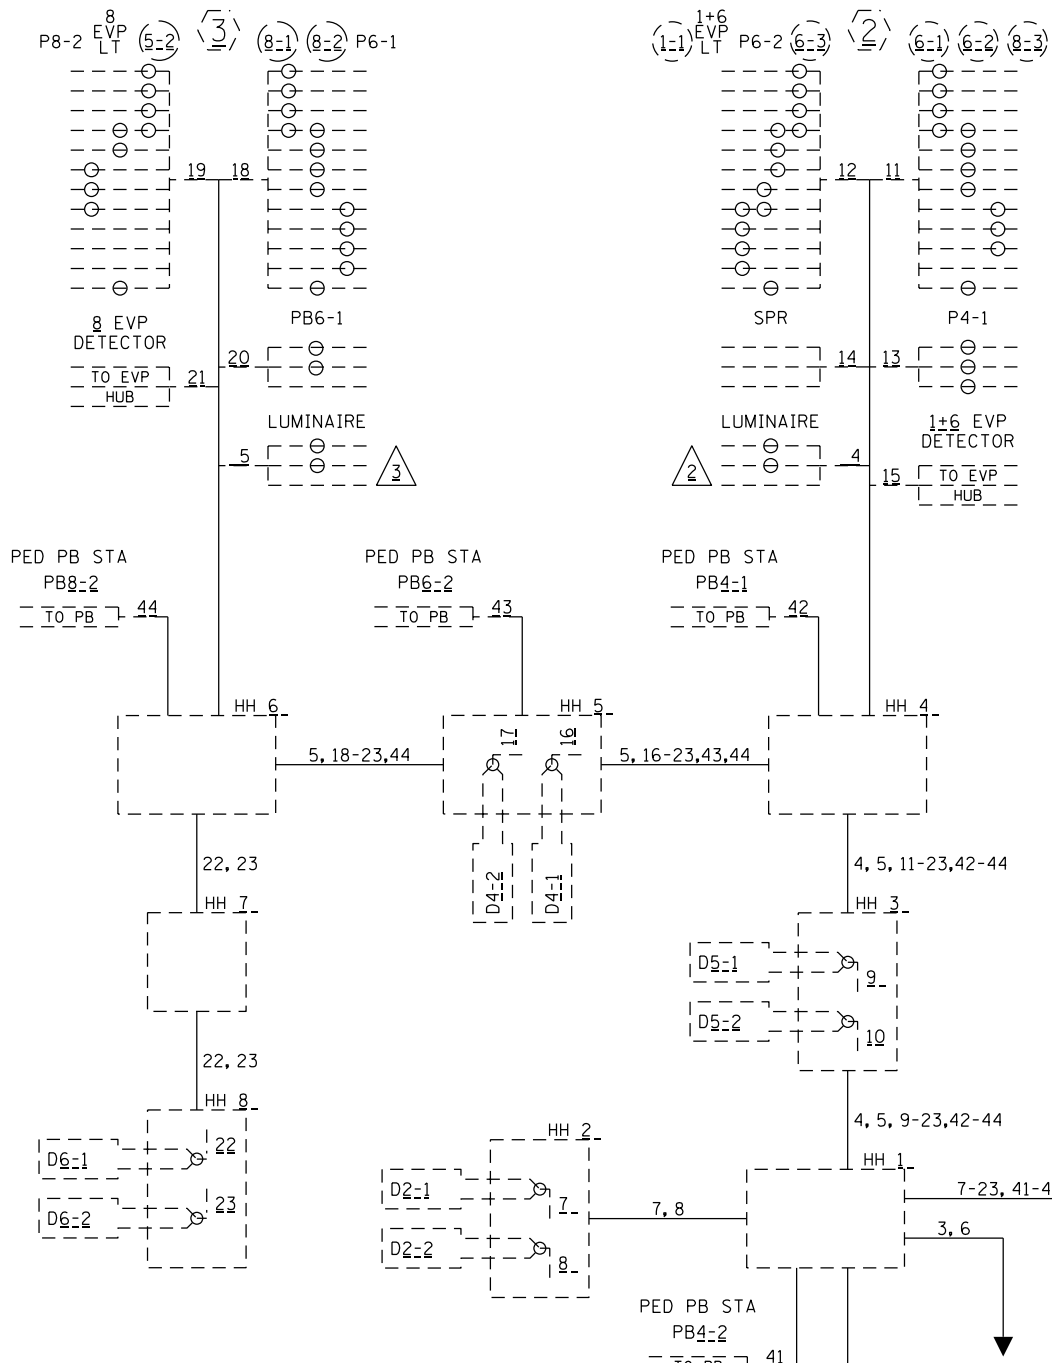 8
EVP
LT
P8-2
5-2
3
8-1
8-2
P6-1
1-1
1+6
EVP
LT
P6-2
6-3
2
6-1
6-2
8-3
19
18
12
11
8 EVP
DETECTOR
PB6-1
SPR
P4-1
TO EVP
HUB
21
20
14
13
LUMINAIRE
5
3
LUMINAIRE
2
4
1+6 EVP
DETECTOR
15
TO EVP
HUB
PED PB STA
PB8-2
TO PB
44
PED PB STA
PB6-2
TO PB
43
PED PB STA
PB4-1
TO PB
42
HH 6
HH 5
HH 4
5, 18-23,44
17
16
5, 16-23,43,44
D4-2
D4-1
22, 23
4, 5, 11-23,42-44
HH 7
HH 3
D5-1
9
D5-2
10
22, 23
4, 5, 9-23,42-44
HH 8
D6-1
22
D6-2
23
HH 2
D2-1
7
D2-2
8
7, 8
HH 1
7-23, 41-4
3, 6
PED PB STA
PB4-2
TO PB
41